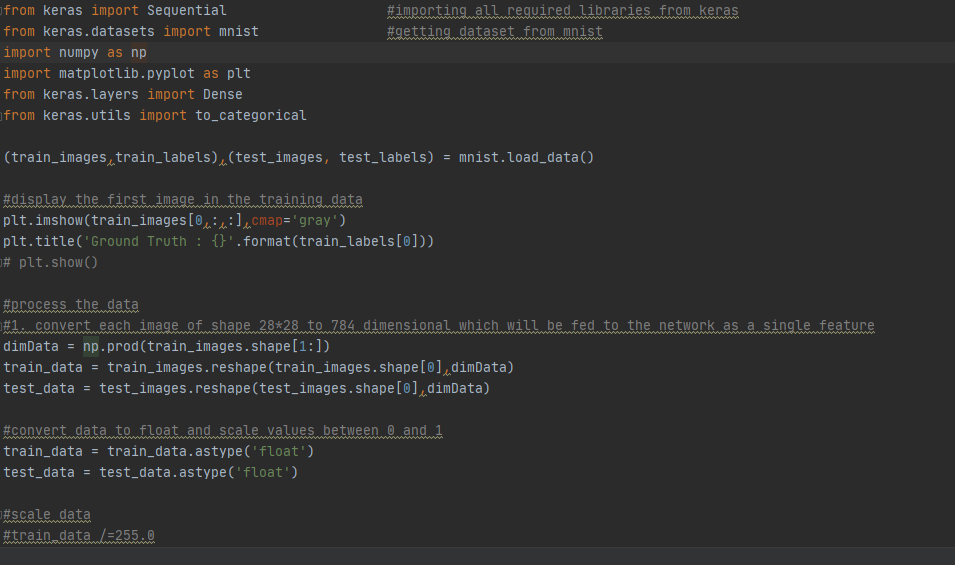 from keras import Sequential #importing all required libraries from keras
from keras.datasets import mnist #getting dataset from mnist
import numpy as np
import matplotlib.pyplot as plt
from keras.layers import Dense
from keras.utils import to_categorical
(train_images,train_labels),(test_images, test_labels) = mnist.load_data()
#display the first image in the training data
plt.imshow(train_images[0,:,:],cmap='gray')
plt.title('Ground Truth : {}'.format(train_labels[0]))
# plt.show()
#process the data
#1. convert each image of shape 28*28 to 784 dimensional which will be fed to the network as a single feature
dimData = np.prod(train_images.shape[1:])
train_data = train_images.reshape(train_images.shape[0],dimData)
test_data = test_images.reshape(test_images.shape[0],dimData)
#convert data to float and scale values between 0 and 1
train_data = train_data.astype('float')
test_data = test_data.astype('float')
#scale data
#train_data /=255.0